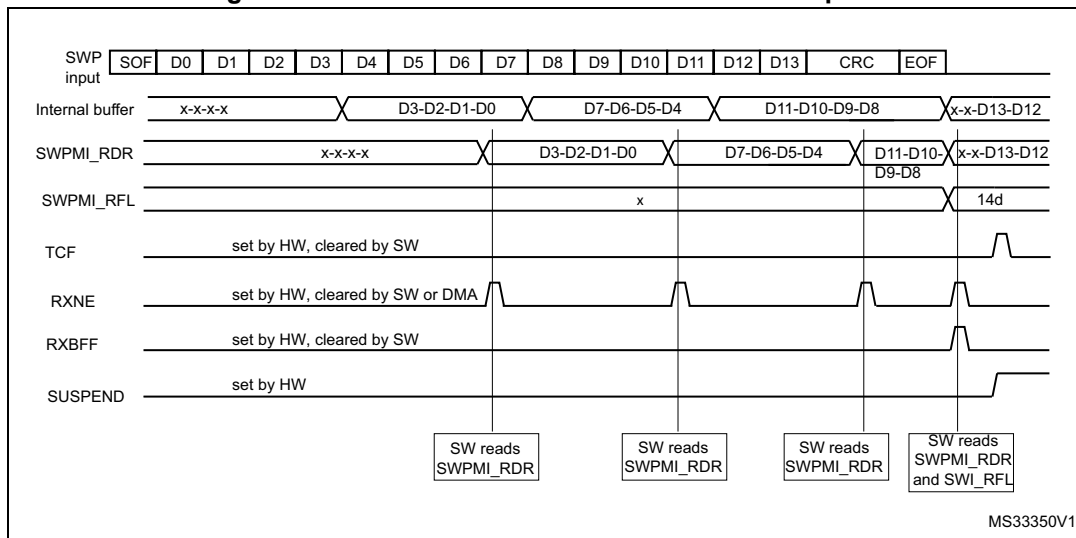 SWP input SOF D0 D1 D2 D3 D4 D5 D6 D7 D8 D9 D10 D11 D12 D13 CRC EOF
Internal buffer x-x-x-x D3-D2-D1-D0 D7-D6-D5-D4 D11-D10-D9-D8 x-x-D13-D12
SWPMI_RDR x-x-x-x D3-D2-D1-D0 D7-D6-D5-D4 D11-D10-D9-D8 x-x-D13-D12
SWPMI_RFL x 14d
TCF set by HW, cleared by SW
RXNE set by HW, cleared by SW or DMA
RXBFF set by HW, cleared by SW
SUSPEND set by HW
SW reads SWPMI_RDR
SW reads SWPMI_RDR
SW reads SWPMI_RDR
SW reads SWPMI_RDR and SWI_RFL
MS33350V1